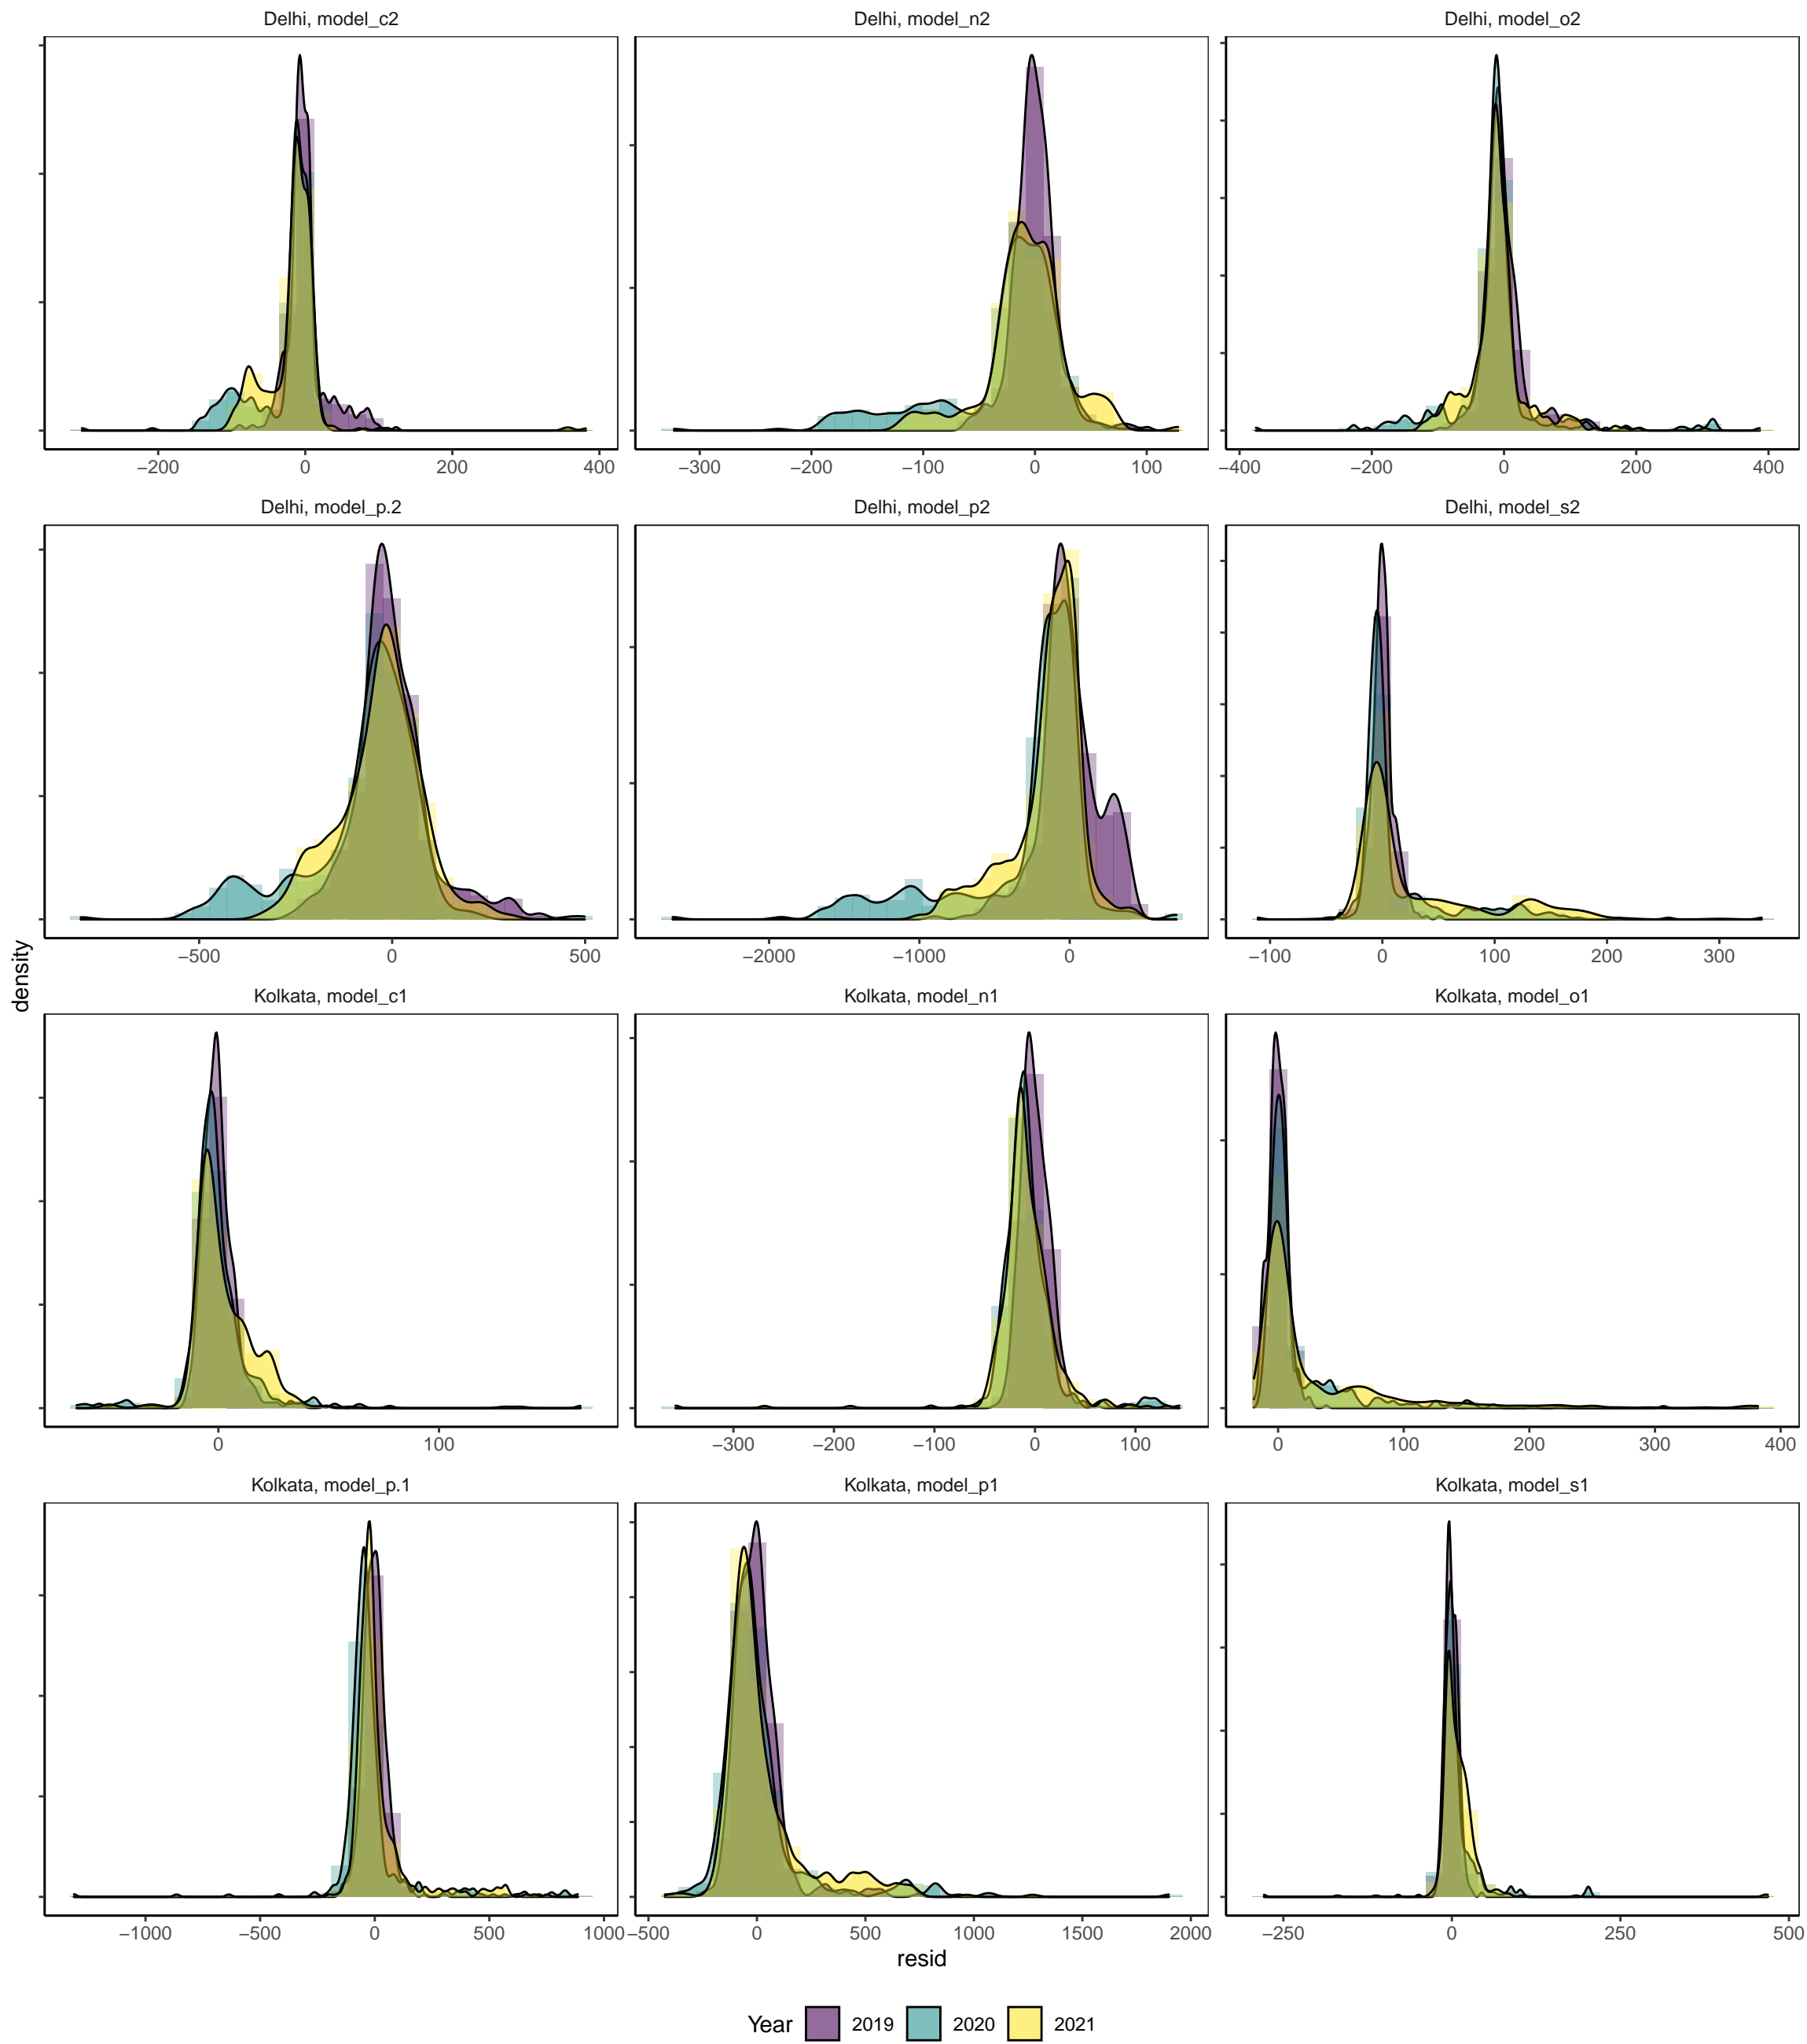 Delhi, model_c2 Delhi, model_n2 Delhi, model_o2
−200 0 200 400 −300 −200 −100 0 100 −400 −200 0 200 400
Delhi, model_p.2 Delhi, model_p2 Delhi, model_s2
−500 0 500 −2000 −1000 0 −100 0 100 200 300
density
Kolkata, model_c1 Kolkata, model_n1 Kolkata, model_o1
0 100 −300 −200 −100 0 100 0 100 200 300 400
Kolkata, model_p.1 Kolkata, model_p1 Kolkata, model_s1
−1000 −500 0 500 1000 −500 0 500 1000 1500 2000 −250 0 250 500
resid
Year 2019 2020 2021